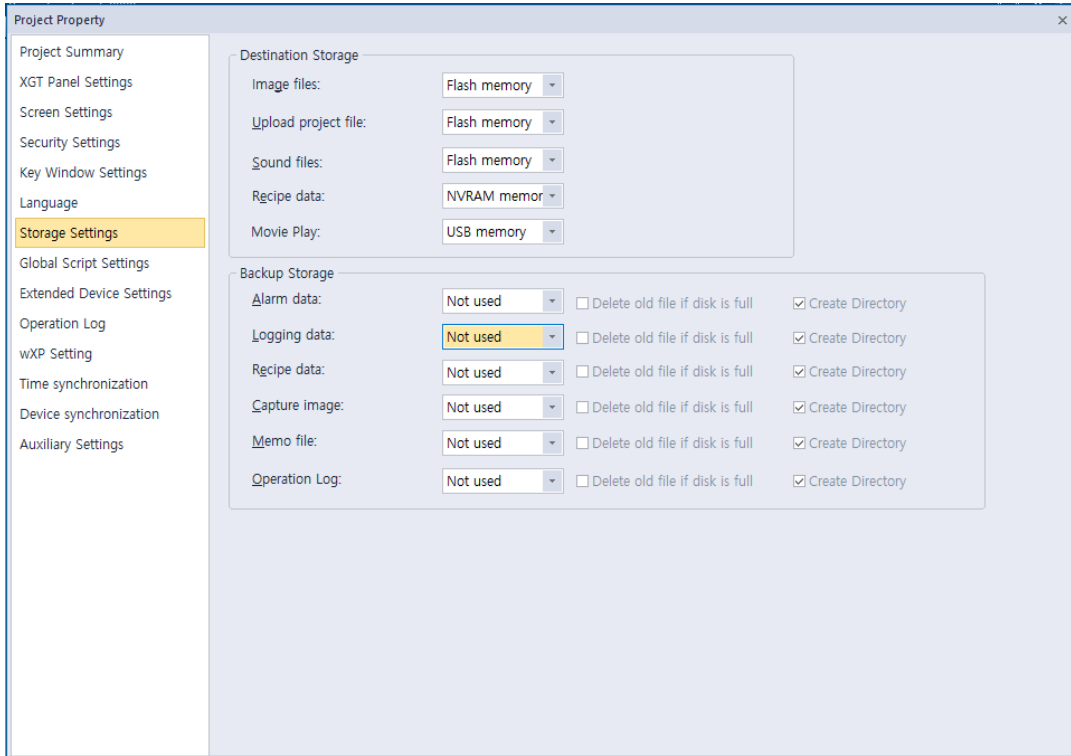 Project Property
Project Summary
XGT Panel Settings
Screen Settings
Security Settings
Key Window Settings
Language
Storage Settings
Global Script Settings
Extended Device Settings
Operation Log
wXP Setting
Time synchronization
Device synchronization
Auxiliary Settings
Destination Storage
Image files: Flash memory
Upload project file: Flash memory
Sound files: Flash memory
Recipe data: NVRAM memor
Movie Play: USB memory
Backup Storage
Alarm data: Not used Delete old file if disk is full Create Directory
Logging data: Not used Delete old file if disk is full Create Directory
Recipe data: Not used Delete old file if disk is full Create Directory
Capture image: Not used Delete old file if disk is full Create Directory
Memo file: Not used Delete old file if disk is full Create Directory
Operation Log: Not used Delete old file if disk is full Create Directory